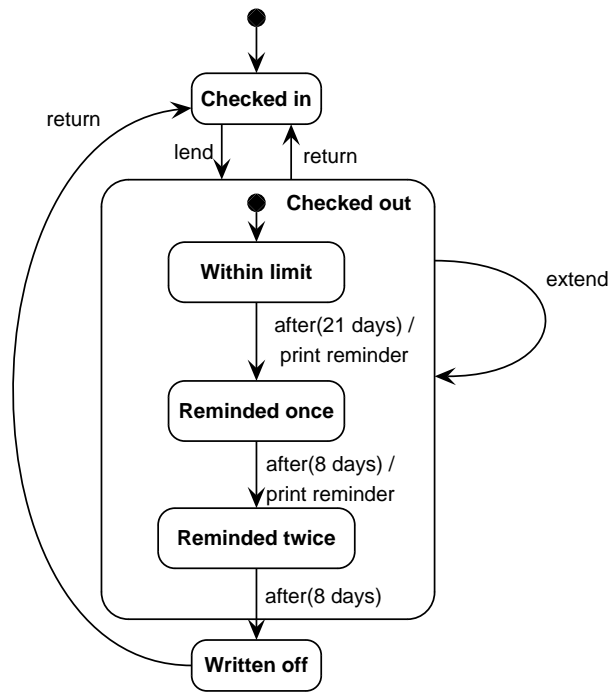 Checked in
return
lend
return
Checked out
Within limit
extend
after(21 days) /
print reminder
Reminded once
after(8 days) /
print reminder
Reminded twice
after(8 days)
Written off